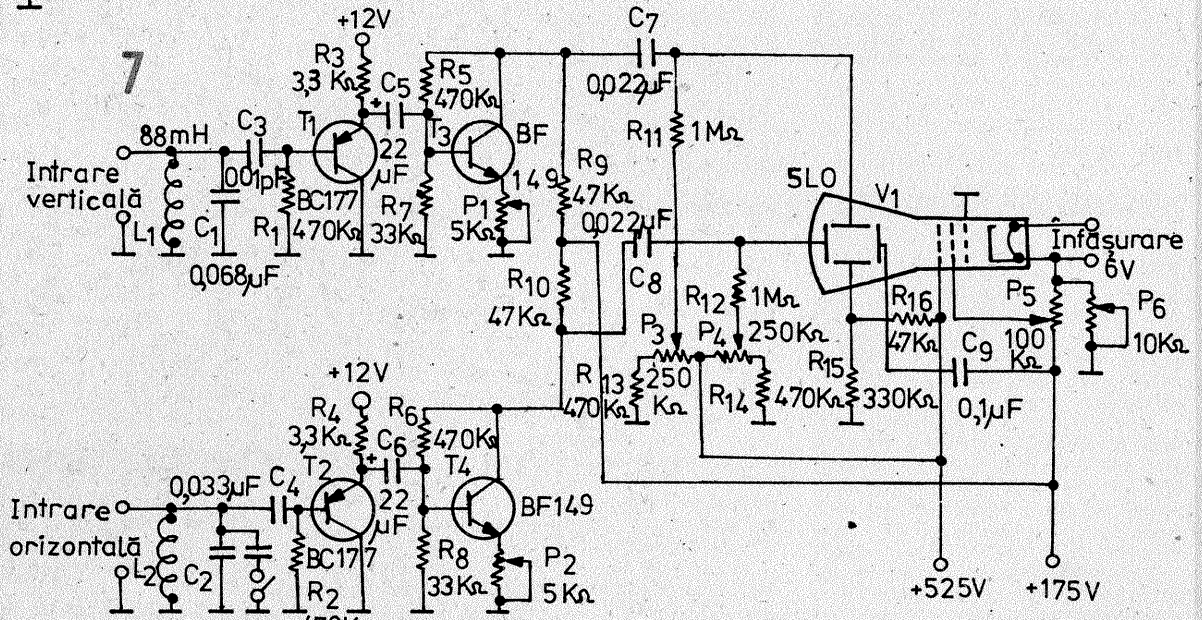 7
+12V
R3
3,3 KΩ
C5
+
22
µF
R5
470KΩ
C7
0,022µF
T1
T3
BF
149
88mH
C3
001pF
Intrare
verticală
L1
C1
0,068µF
R1
BC177
470KΩ
R7
33KΩ
P1
5KΩ
R9
47KΩ
0,022µF
C8
R10
47KΩ
R11
1MΩ
R12
1MΩ
5LO
V1
Înfășurare
6V
P3
250
KΩ
P4
250KΩ
R13
470KΩ
R14
470KΩ
R15
330KΩ
R16
47KΩ
P5
100
KΩ
P6
10KΩ
C9
0,1µF
+12V
R4
3,3KΩ
C6
+
22
µF
R6
470KΩ
T2
T4
BF149
0,033µF
C4
Intrare
orizontală
L2
C2
R2
BC177
R8
33KΩ
P2
5KΩ
+525V
+175V